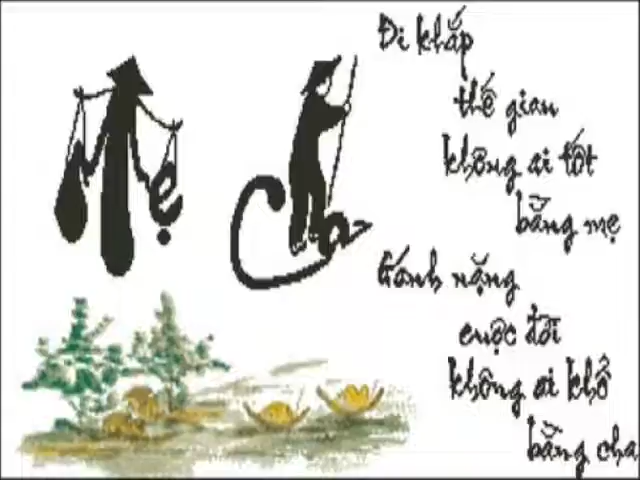 Mẹ
Cha
Đi khắp
thế gian
không ai tốt
bằng mẹ
Gánh nặng
cuộc đời
không ai khổ
bằng cha